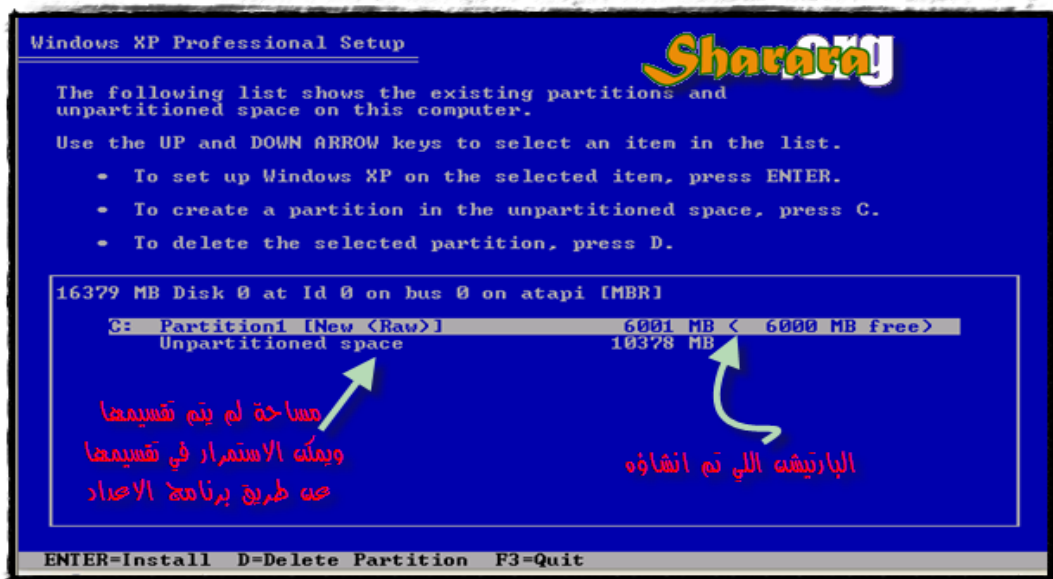 Windows XP Professional Setup
Sharara.org
The following list shows the existing partitions and
unpartitioned space on this computer.
Use the UP and DOWN ARROW keys to select an item in the list.
• To set up Windows XP on the selected item, press ENTER.
• To create a partition in the unpartitioned space, press C.
• To delete the selected partition, press D.
16379 MB Disk 0 at Id 0 on bus 0 on atapi [MBR]
C: Partition1 [New (Raw)] 6001 MB ( 6000 MB free)
Unpartitioned space 10378 MB
مساحة لم يتم تقسيمها
ويمكن الاستمرار في تقسيمها
عن طريق برنامج الاعداد
البارتيشن اللي تم انشاؤه
ENTER=Install D=Delete Partition F3=Quit